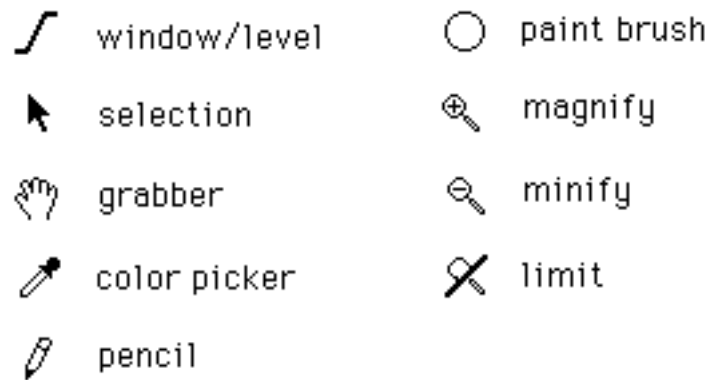 window/level
selection
grabber
color picker
pencil
paint brush
magnify
minify
limit